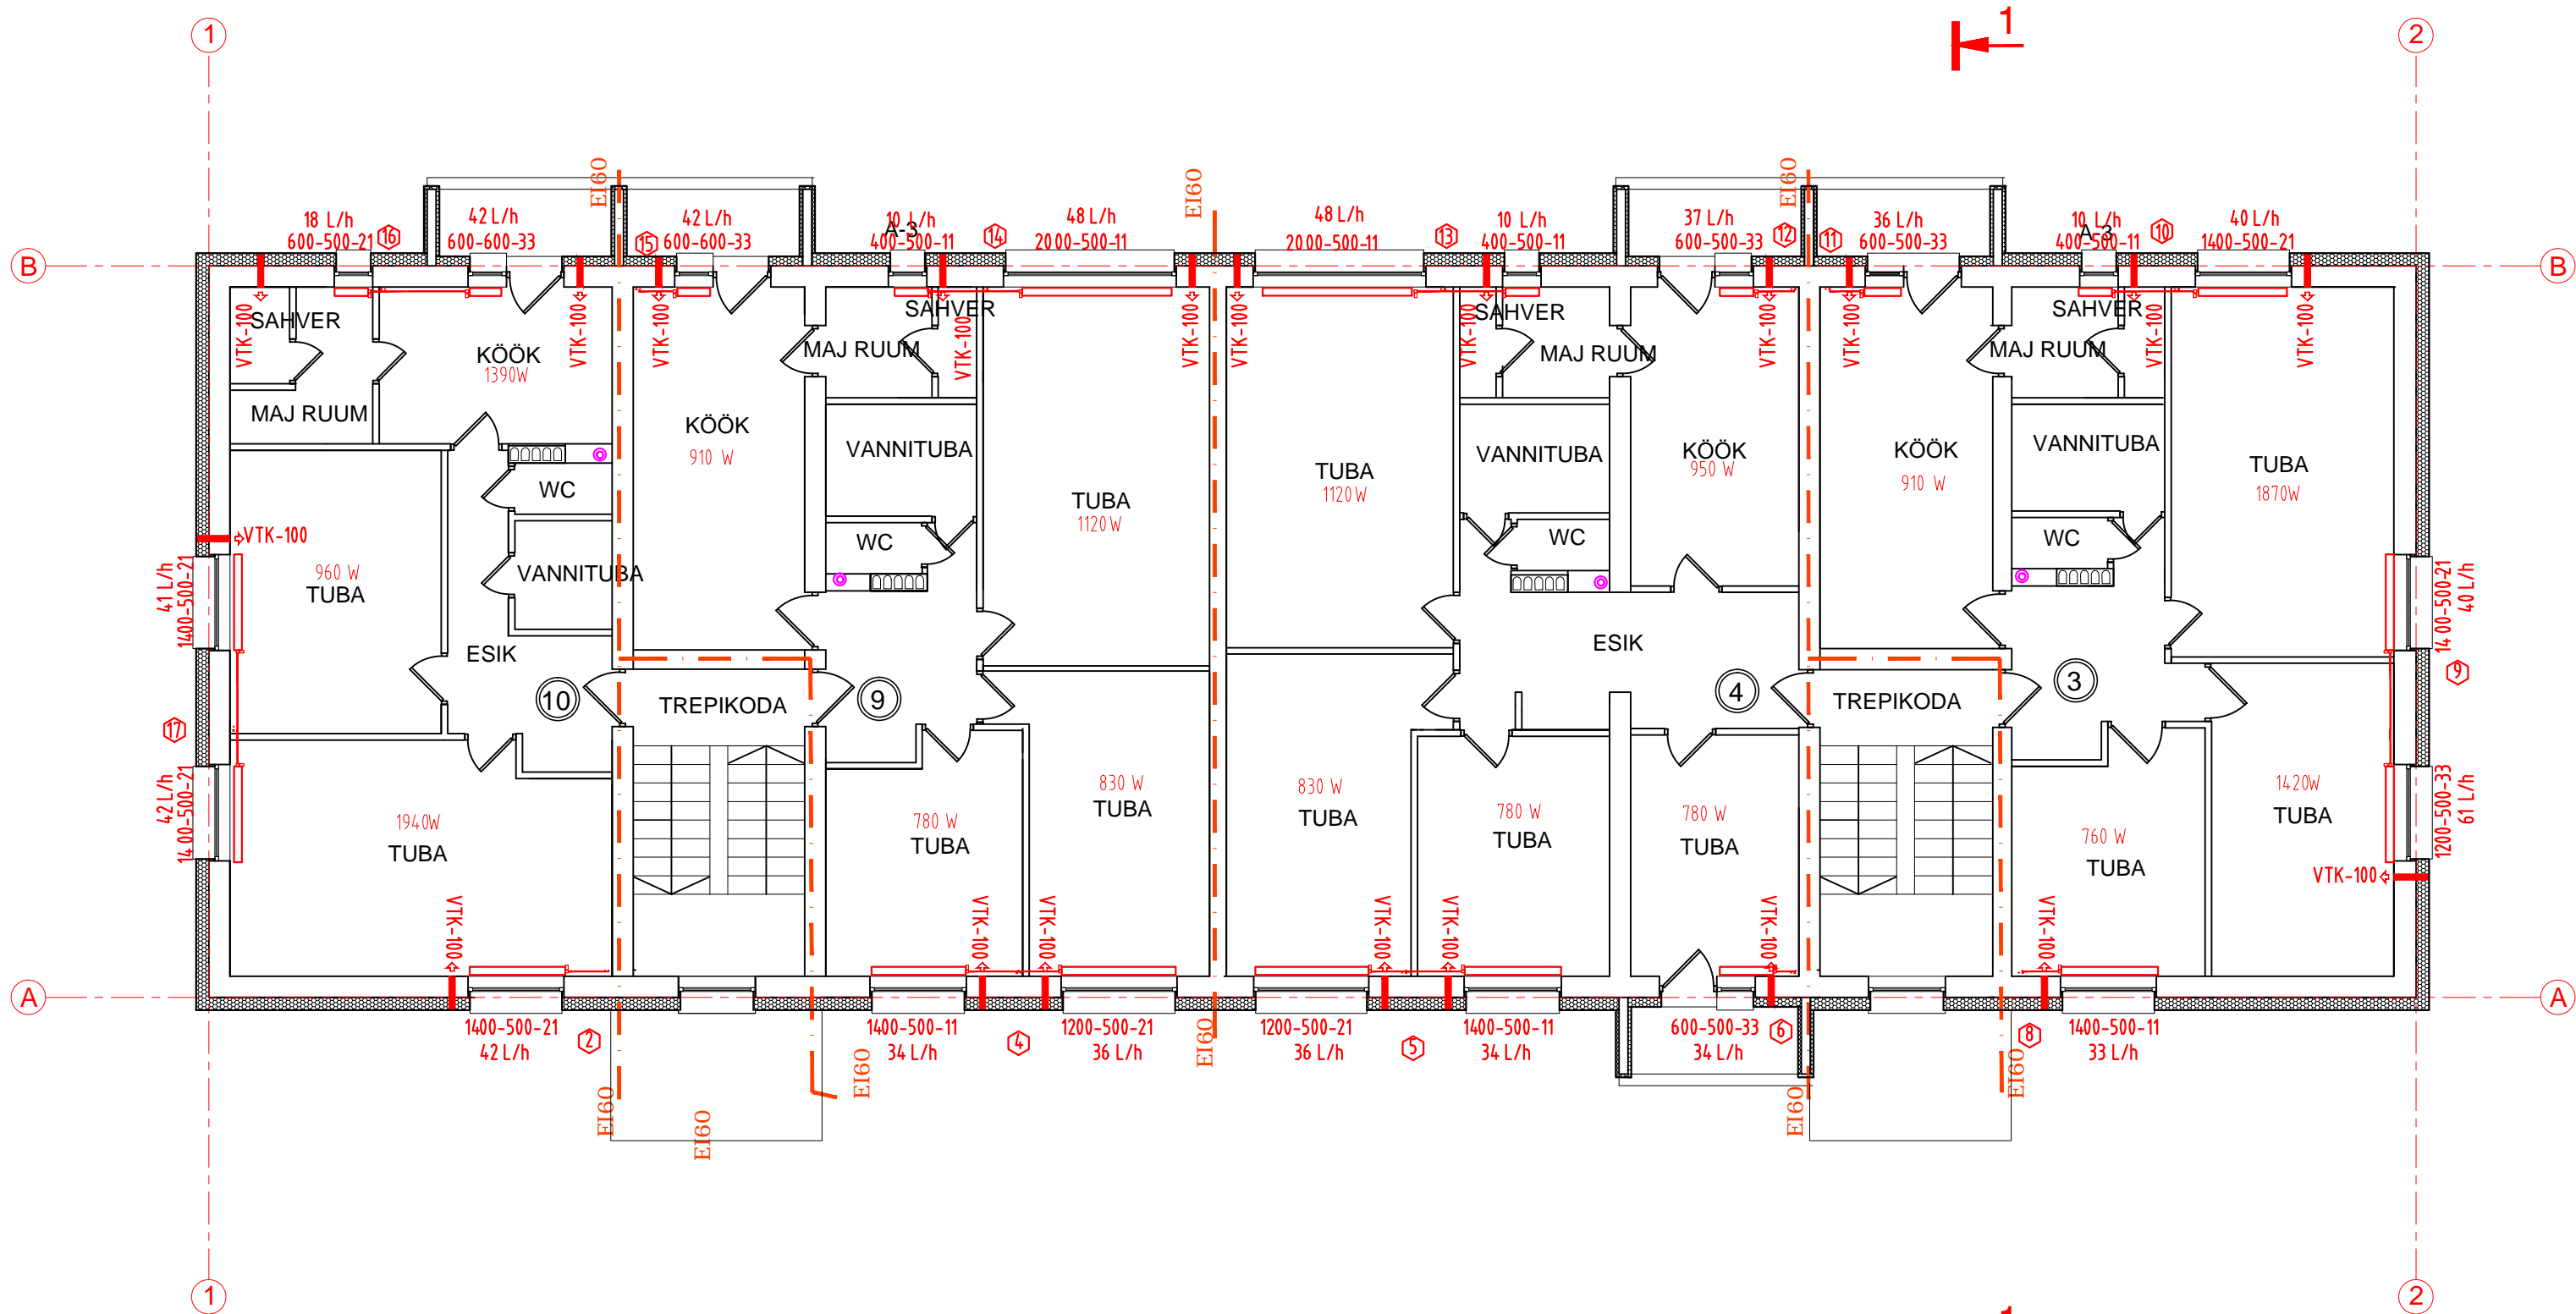 1
1
2
EI60
EI60
EI60
18 L/h
600-500-21
16
42 L/h
600-600-33
15
42 L/h
600-600-33
10 L/h
A-3
400-500-11
14
48 L/h
2000-500-11
48 L/h
2000-500-11
13
10 L/h
400-500-11
37 L/h
600-500-33
12
11
36 L/h
600-500-33
10 L/h
A-3
400-500-11
10
40 L/h
1400-500-21
B
B
SAHVER
VTK-100
KÖÖK
1390W
VTK-100
VTK-100
MAJ RUUM
SAHVER
VTK-100
VTK-100
VTK-100
SAHVER
VTK-100
MAJ RUUM
VTK-100
VTK-100
MAJ RUUM
SAHVER
VTK-100
VTK-100
MAJ RUUM
KÖÖK
910 W
VANNITUBA
TUBA
1120W
TUBA
1120W
VANNITUBA
KÖÖK
950 W
KÖÖK
910 W
VANNITUBA
TUBA
1870W
WC
WC
WC
WC
VTK-100
960 W
TUBA
VANNITUBA
41 L/h
1400-500-21
1400-500-21
40 L/h
ESIK
ESIK
10
TREPIKODA
9
4
TREPIKODA
3
17
9
42 L/h
1400-500-21
1940W
TUBA
780 W
TUBA
830 W
TUBA
830 W
TUBA
780 W
TUBA
780 W
TUBA
760 W
TUBA
1420W
TUBA
1200-500-33
61 L/h
VTK-100
VTK-100
VTK-100
VTK-100
VTK-100
VTK-100
VTK-100
VTK-100
A
A
1400-500-21
42 L/h
2
1400-500-11
34 L/h
4
1200-500-21
36 L/h
1200-500-21
36 L/h
5
1400-500-11
34 L/h
600-500-33
34 L/h
6
8
1400-500-11
33 L/h
EI60
EI60
EI60
EI60
EI60
EI60
1
2
1